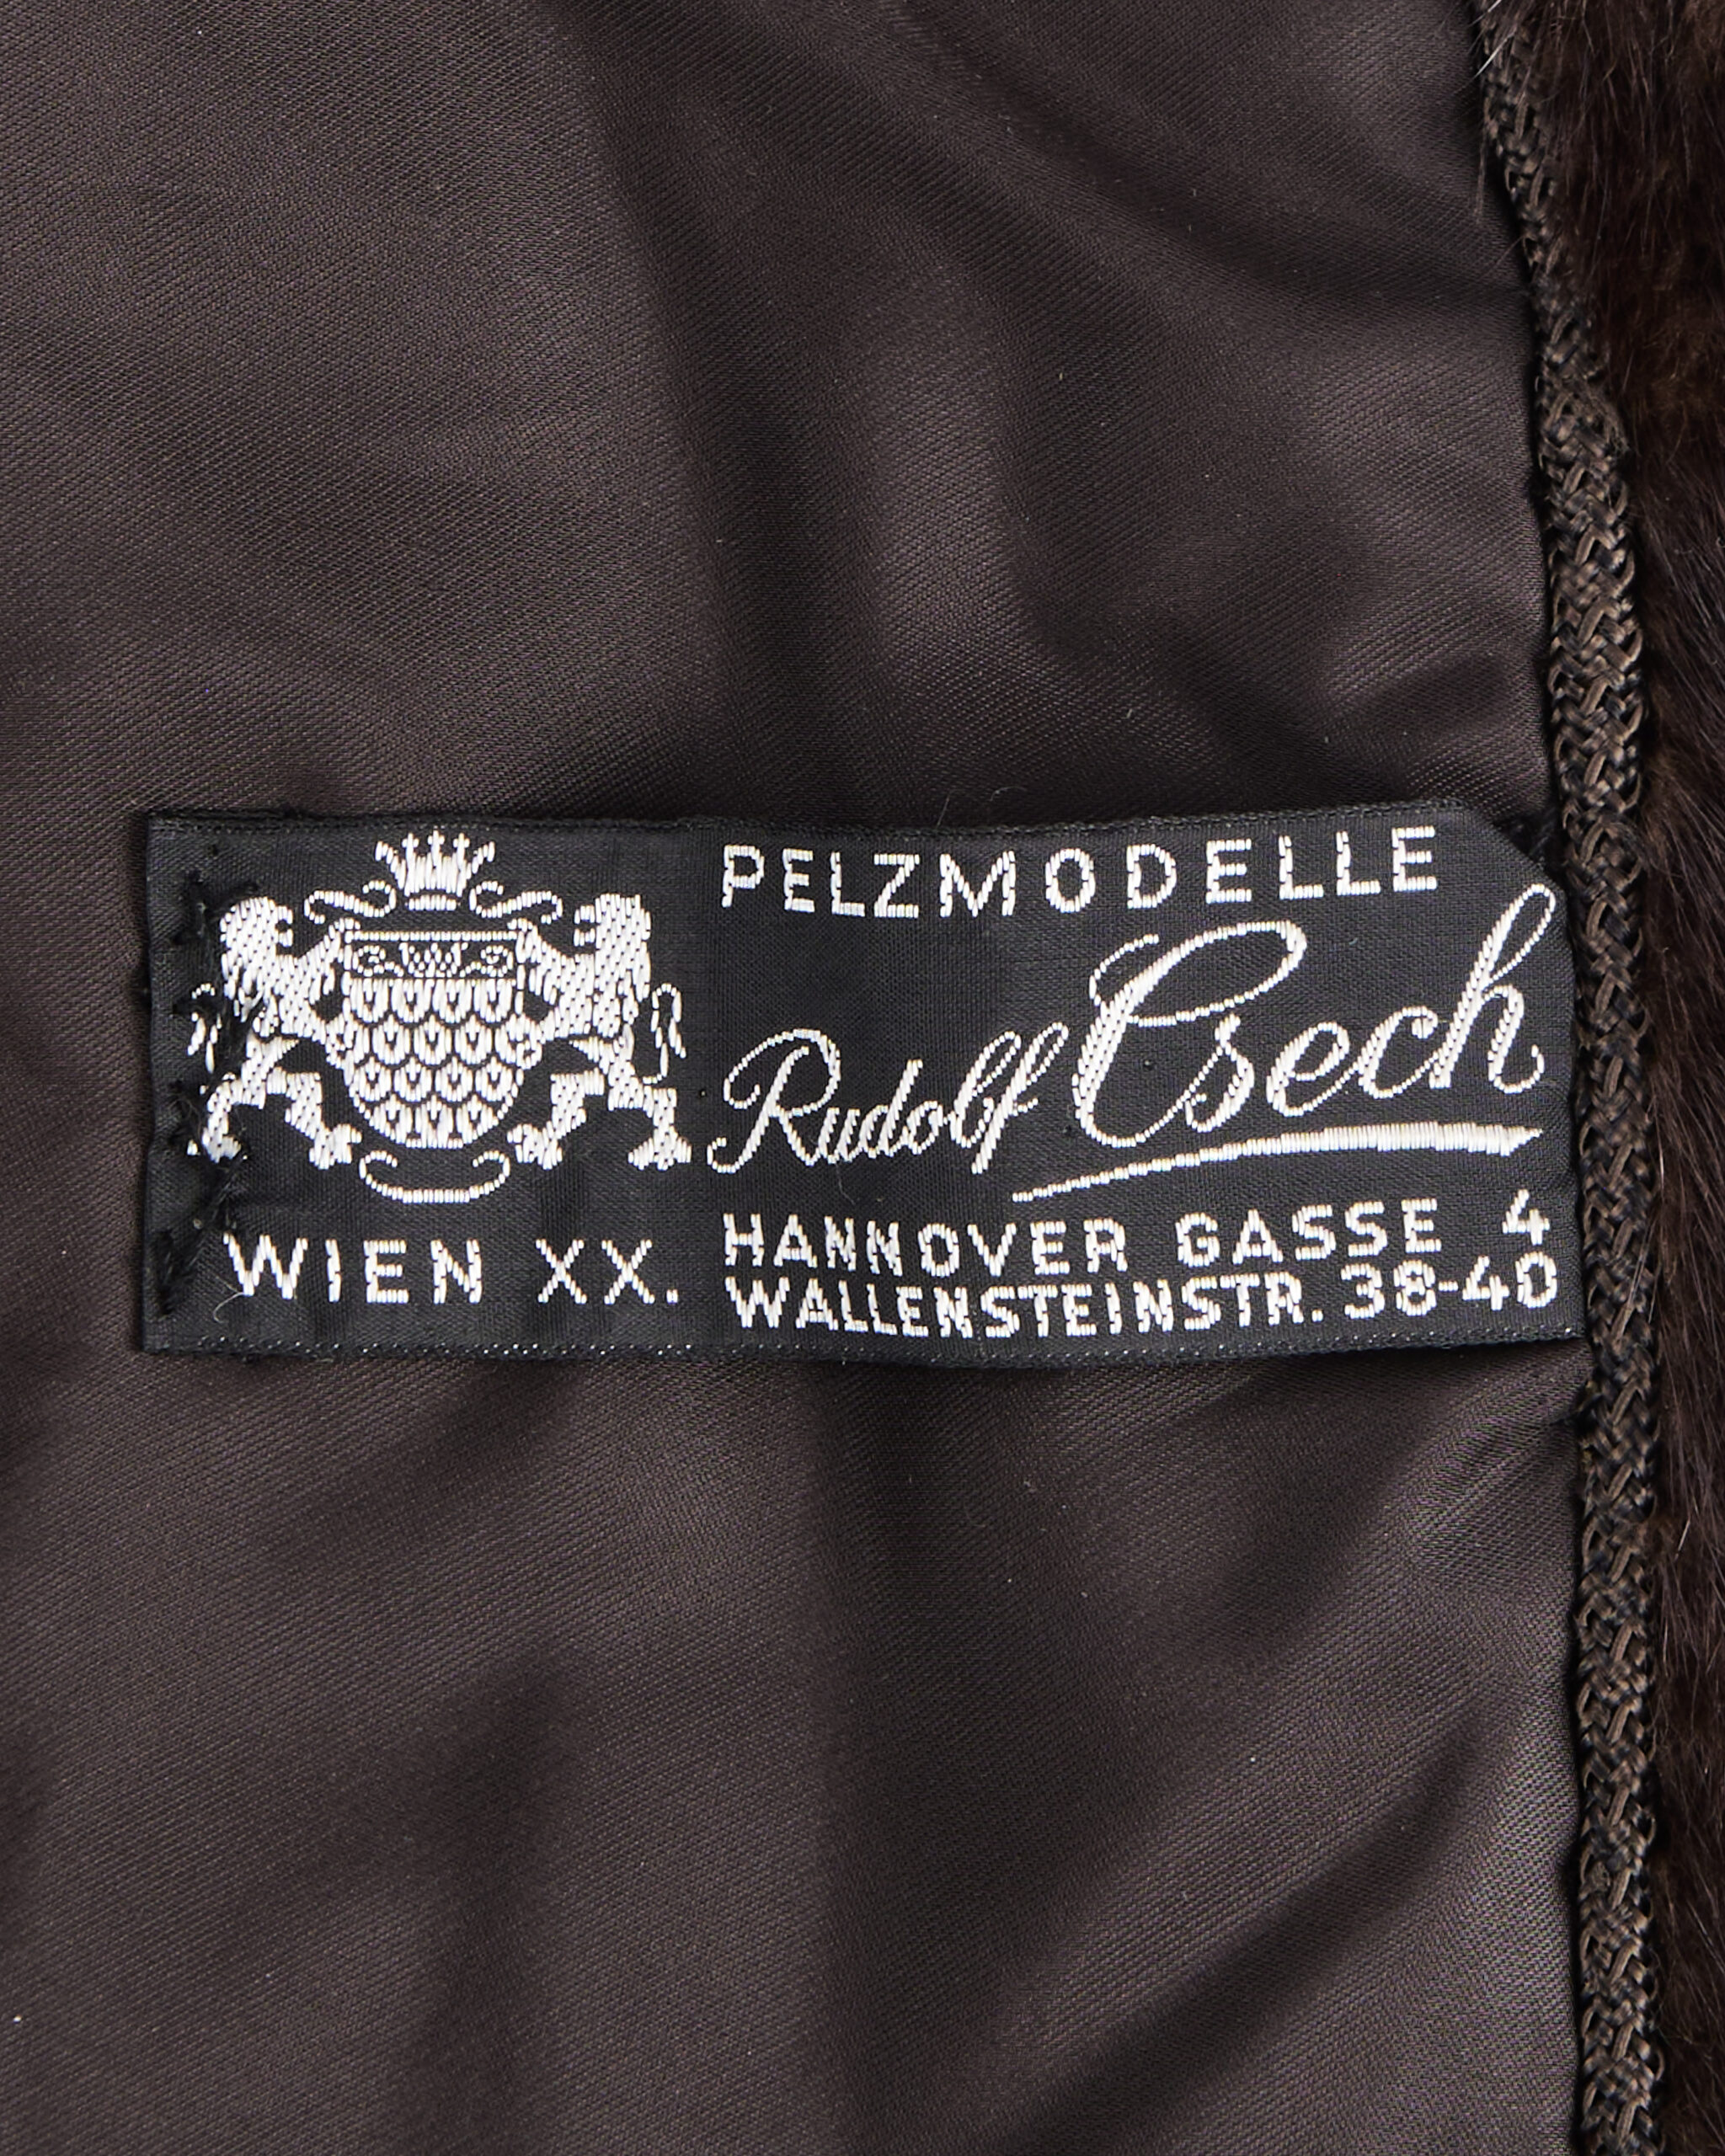 PELZMODELLE
Rudolf Csech
WIEN XX.
HANNOVER GASSE 4
WALLENSTEINSTR. 38-40